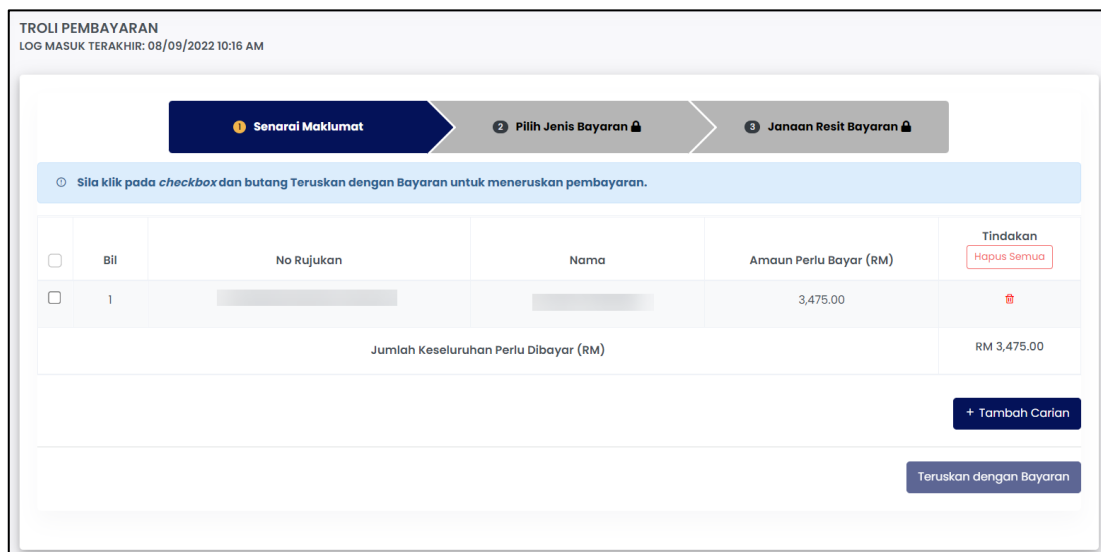 TROLI PEMBAYARAN
LOG MASUK TERAKHIR: 08/09/2022 10:16 AM
1 Senarai Maklumat
2 Pilih Jenis Bayaran
3 Janaan Resit Bayaran
Sila klik pada checkbox dan butang Teruskan dengan Bayaran untuk meneruskan pembayaran.
Bil No Rujukan Nama Amaun Perlu Bayar (RM) Tindakan
Hapus Semua
1 3,475.00
Jumlah Keseluruhan Perlu Dibayar (RM) RM 3,475.00
+ Tambah Carian
Teruskan dengan Bayaran